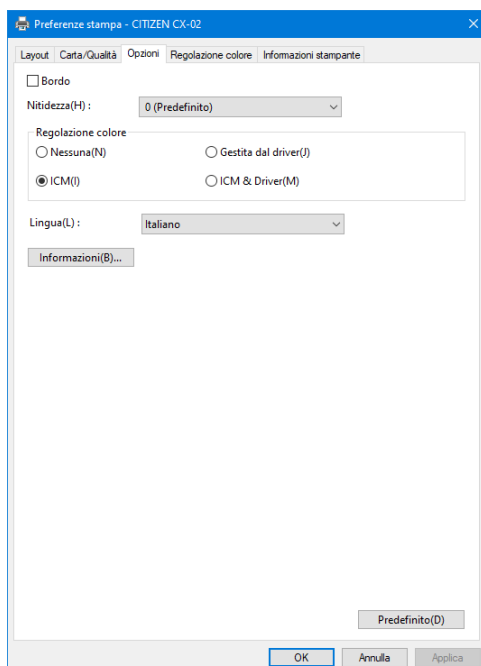 Preferenze stampa - CITIZEN CX-02
Layout Carta/Qualità Opzioni Regolazione colore Informazioni stampante
Bordo
Nitidezza(H) : 0 (Predefinito)
Regolazione colore
Nessuna(N) Gestita dal driver(J)
ICM(I) ICM & Driver(M)
Lingua(L) : Italiano
Informazioni(B)...
Predefinito(D)
OK Annulla Applica